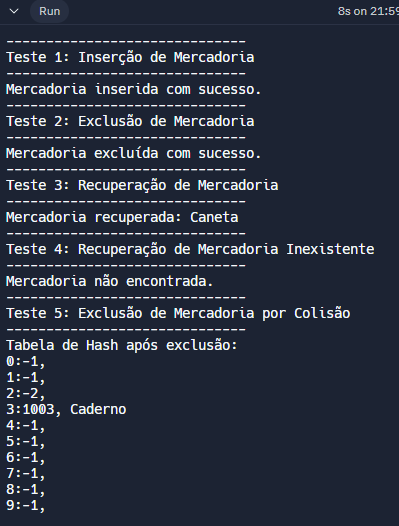 Run
8s on 21:59
------------------------------
Teste 1: Inserção de Mercadoria
------------------------------
Mercadoria inserida com sucesso.
------------------------------
Teste 2: Exclusão de Mercadoria
------------------------------
Mercadoria excluída com sucesso.
------------------------------
Teste 3: Recuperação de Mercadoria
------------------------------
Mercadoria recuperada: Caneta
------------------------------
Teste 4: Recuperação de Mercadoria Inexistente
------------------------------
Mercadoria não encontrada.
------------------------------
Teste 5: Exclusão de Mercadoria por Colisão
------------------------------
Tabela de Hash após exclusão:
0:-1,
1:-1,
2:-2,
3:1003, Caderno
4:-1,
5:-1,
6:-1,
7:-1,
8:-1,
9:-1,